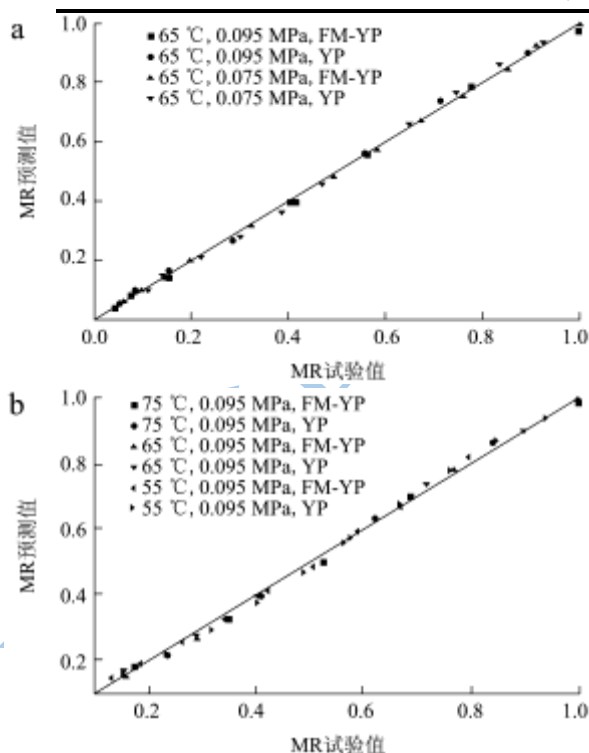 a
1.0
■65 ℃, 0.095 MPa, FM-YP
●65 ℃, 0.095 MPa, YP
▲65 ℃, 0.075 MPa, FM-YP
▼65 ℃, 0.075 MPa, YP
0.8
0.6
0.4
0.2
MR预测值
0.0 0.2 0.4 0.6 0.8 1.0
MR试验值
b
1.0
■75 ℃, 0.095 MPa, FM-YP
●75 ℃, 0.095 MPa, YP
▲65 ℃, 0.095 MPa, FM-YP
▼65 ℃, 0.095 MPa, YP
◄55 ℃, 0.095 MPa, FM-YP
►55 ℃, 0.095 MPa, YP
0.8
0.6
0.4
0.2
MR预测值
0.2 0.4 0.6 0.8 1.0
MR试验值